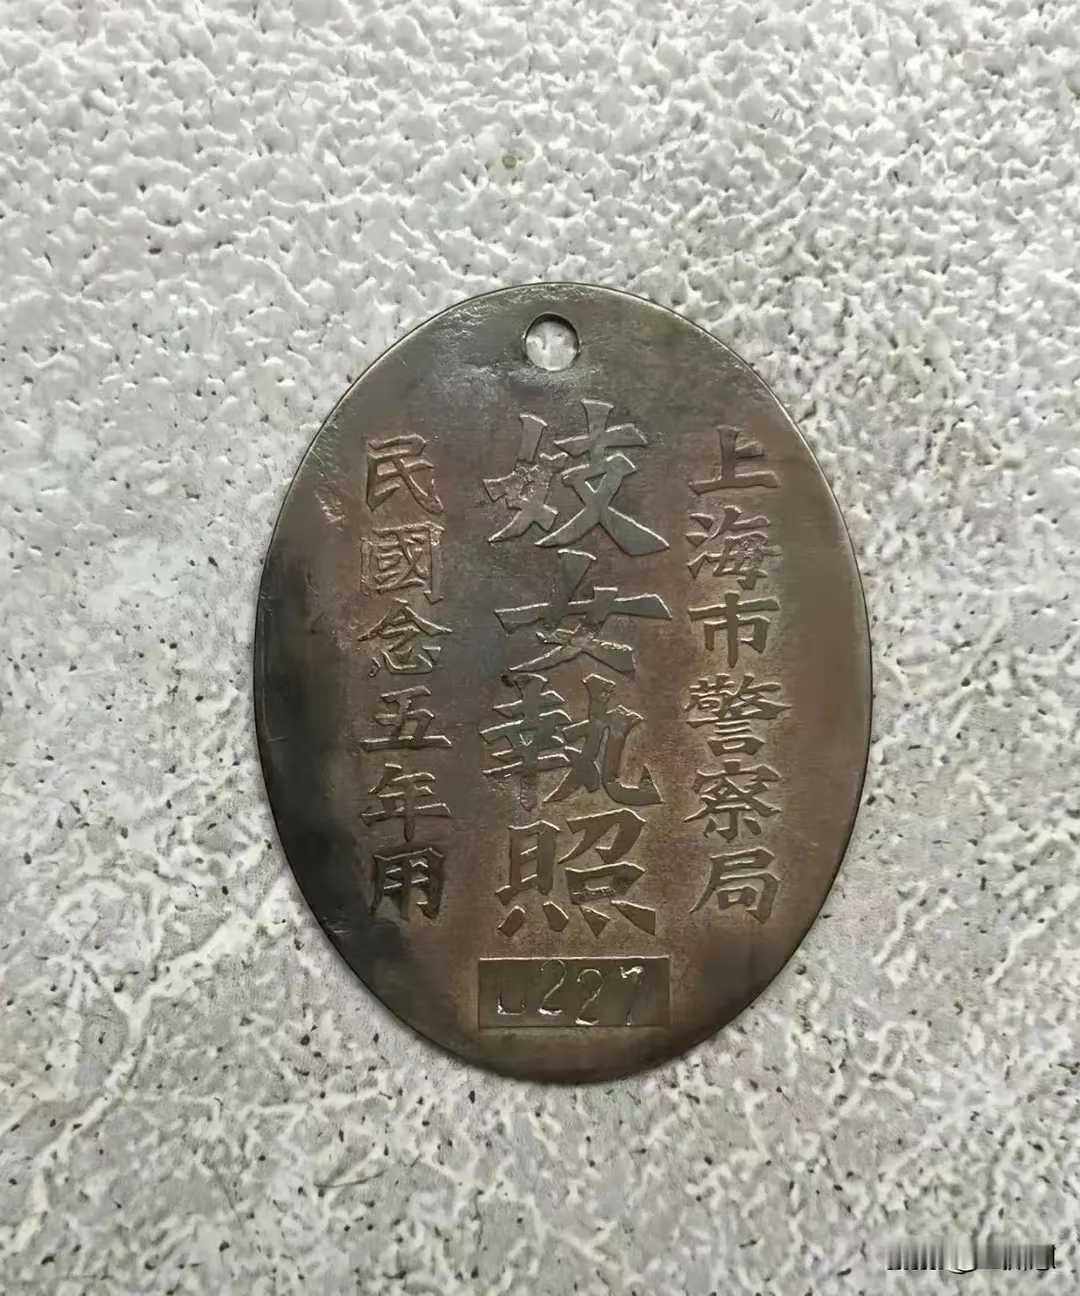 上海市警察局
妓女執照
民國念五年用
227